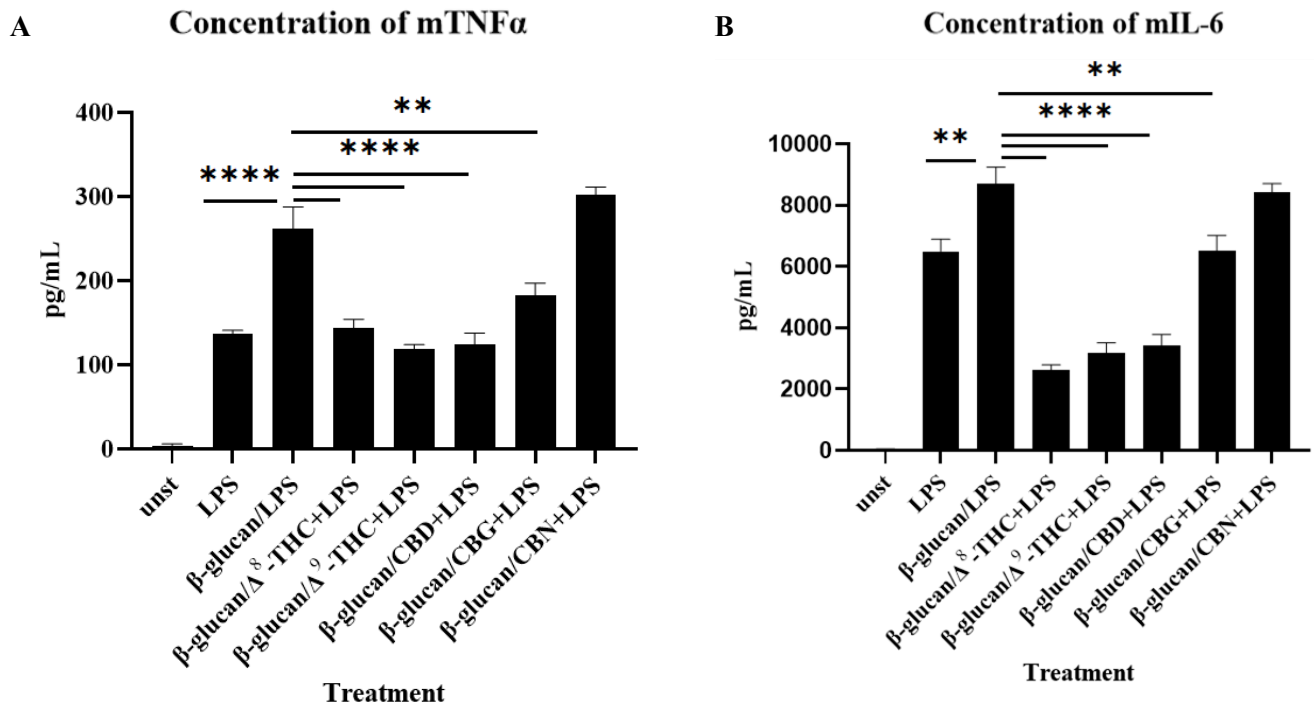 A
Concentration of mTNFα
**
****
****
400
300
200
100
0
pg/mL
unst
LPS
β-glucan/LPS
β-glucan/Δ⁸-THC+LPS
β-glucan/Δ⁹-THC+LPS
β-glucan/CBD+LPS
β-glucan/CBG+LPS
β-glucan/CBN+LPS
Treatment
B
Concentration of mIL-6
**
****
**
10000
8000
6000
4000
2000
0
pg/mL
unst
LPS
β-glucan/LPS
β-glucan/Δ⁸-THC+LPS
β-glucan/Δ⁹-THC+LPS
β-glucan/CBD+LPS
β-glucan/CBG+LPS
β-glucan/CBN+LPS
Treatment